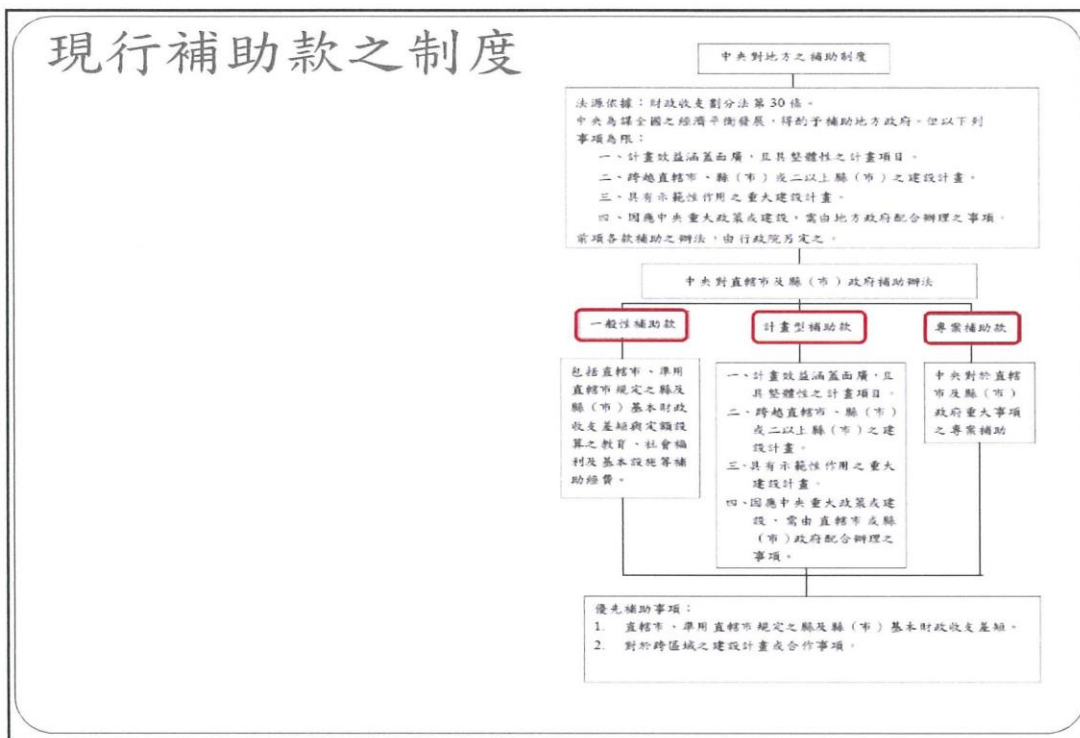 現行補助款之制度
中央對地方之補助制度
法源依據：財政收支劃分法第 30 條。
中央為謀全國之經濟平衡發展，得酌予補助地方政府。但以下列
事項為限：
一、計畫效益涵蓋面廣，且具整體性之計畫項目。
二、跨越直轄市、縣（市）或二以上縣（市）之建設計畫。
三、具有示範性作用之重大建設計畫。
四、因應中央重大政策或建設，需由地方政府配合辦理之事項。
前項各款補助之辦法，由行政院另定之。
中央對直轄市及縣（市）政府補助辦法
一般性補助款
計畫型補助款
專案補助款
包括直轄市、準用
直轄市規定之縣及
縣（市）基本財政
收支差短與定額設
算之教育、社會福
利及基本設施等補
助經費。
一、計畫效益涵蓋面廣，且
具整體性之計畫項目。
二、跨越直轄市、縣（市）
或二以上縣（市）之建
設計畫。
三、具有示範性作用之重大
建設計畫。
四、因應中央重大政策或建
設，需由直轄市或縣
（市）政府配合辦理之
事項。
中央對於直轄
市及縣（市）
政府重大事項
之專案補助
優先補助事項：
1. 直轄市、準用直轄市規定之縣及縣（市）基本財政收支差短。
2. 對於跨區域之建設計畫或合作事項。